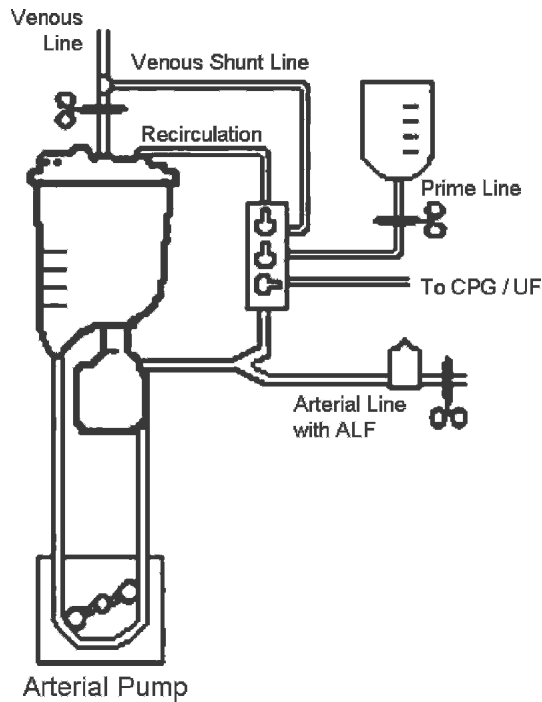 Venous
Line
Venous Shunt Line
Recirculation
Prime Line
To CPG / UF
Arterial Line
with ALF
Arterial Pump